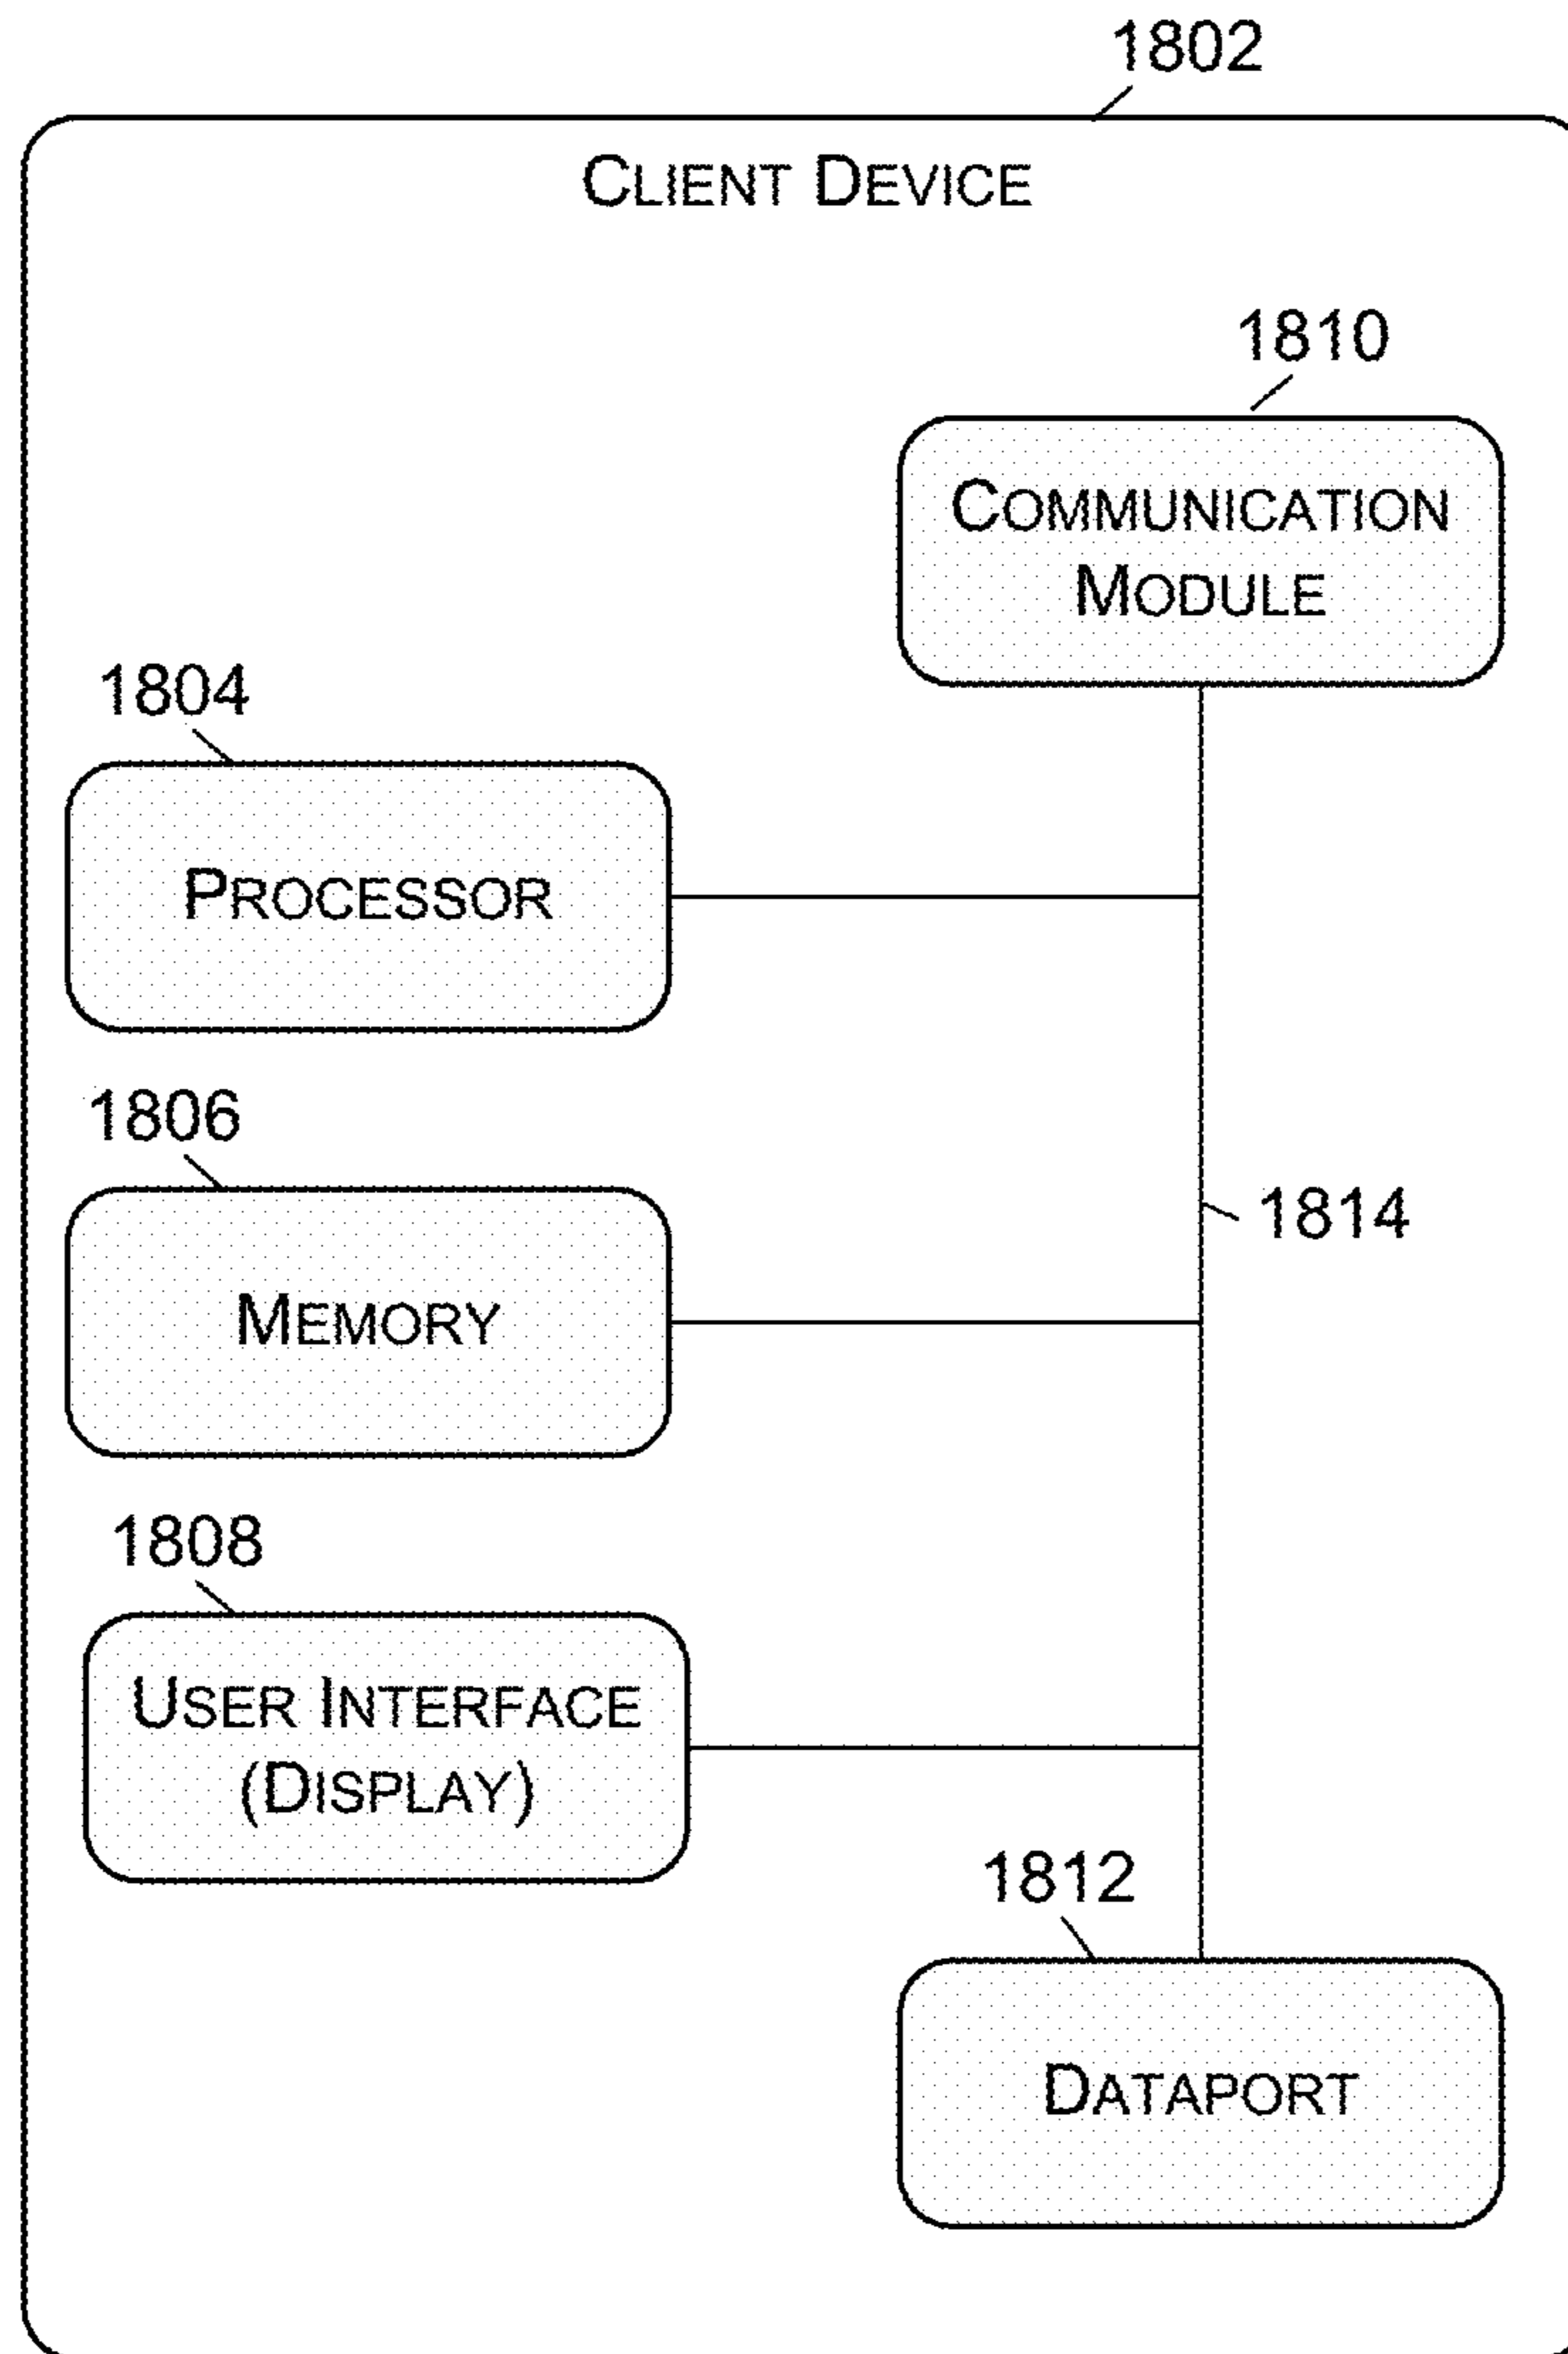 1802
CLIENT DEVICE
1810
COMMUNICATION
MODULE
1804
PROCESSOR
1806
1814
MEMORY
1808
USER INTERFACE
(DISPLAY)
1812
DATAPORT